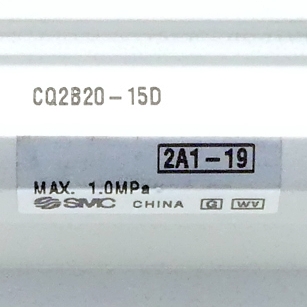 CQ2B20-15D
2A1-19
MAX. 1.0MPa
SMC CHINA G WV